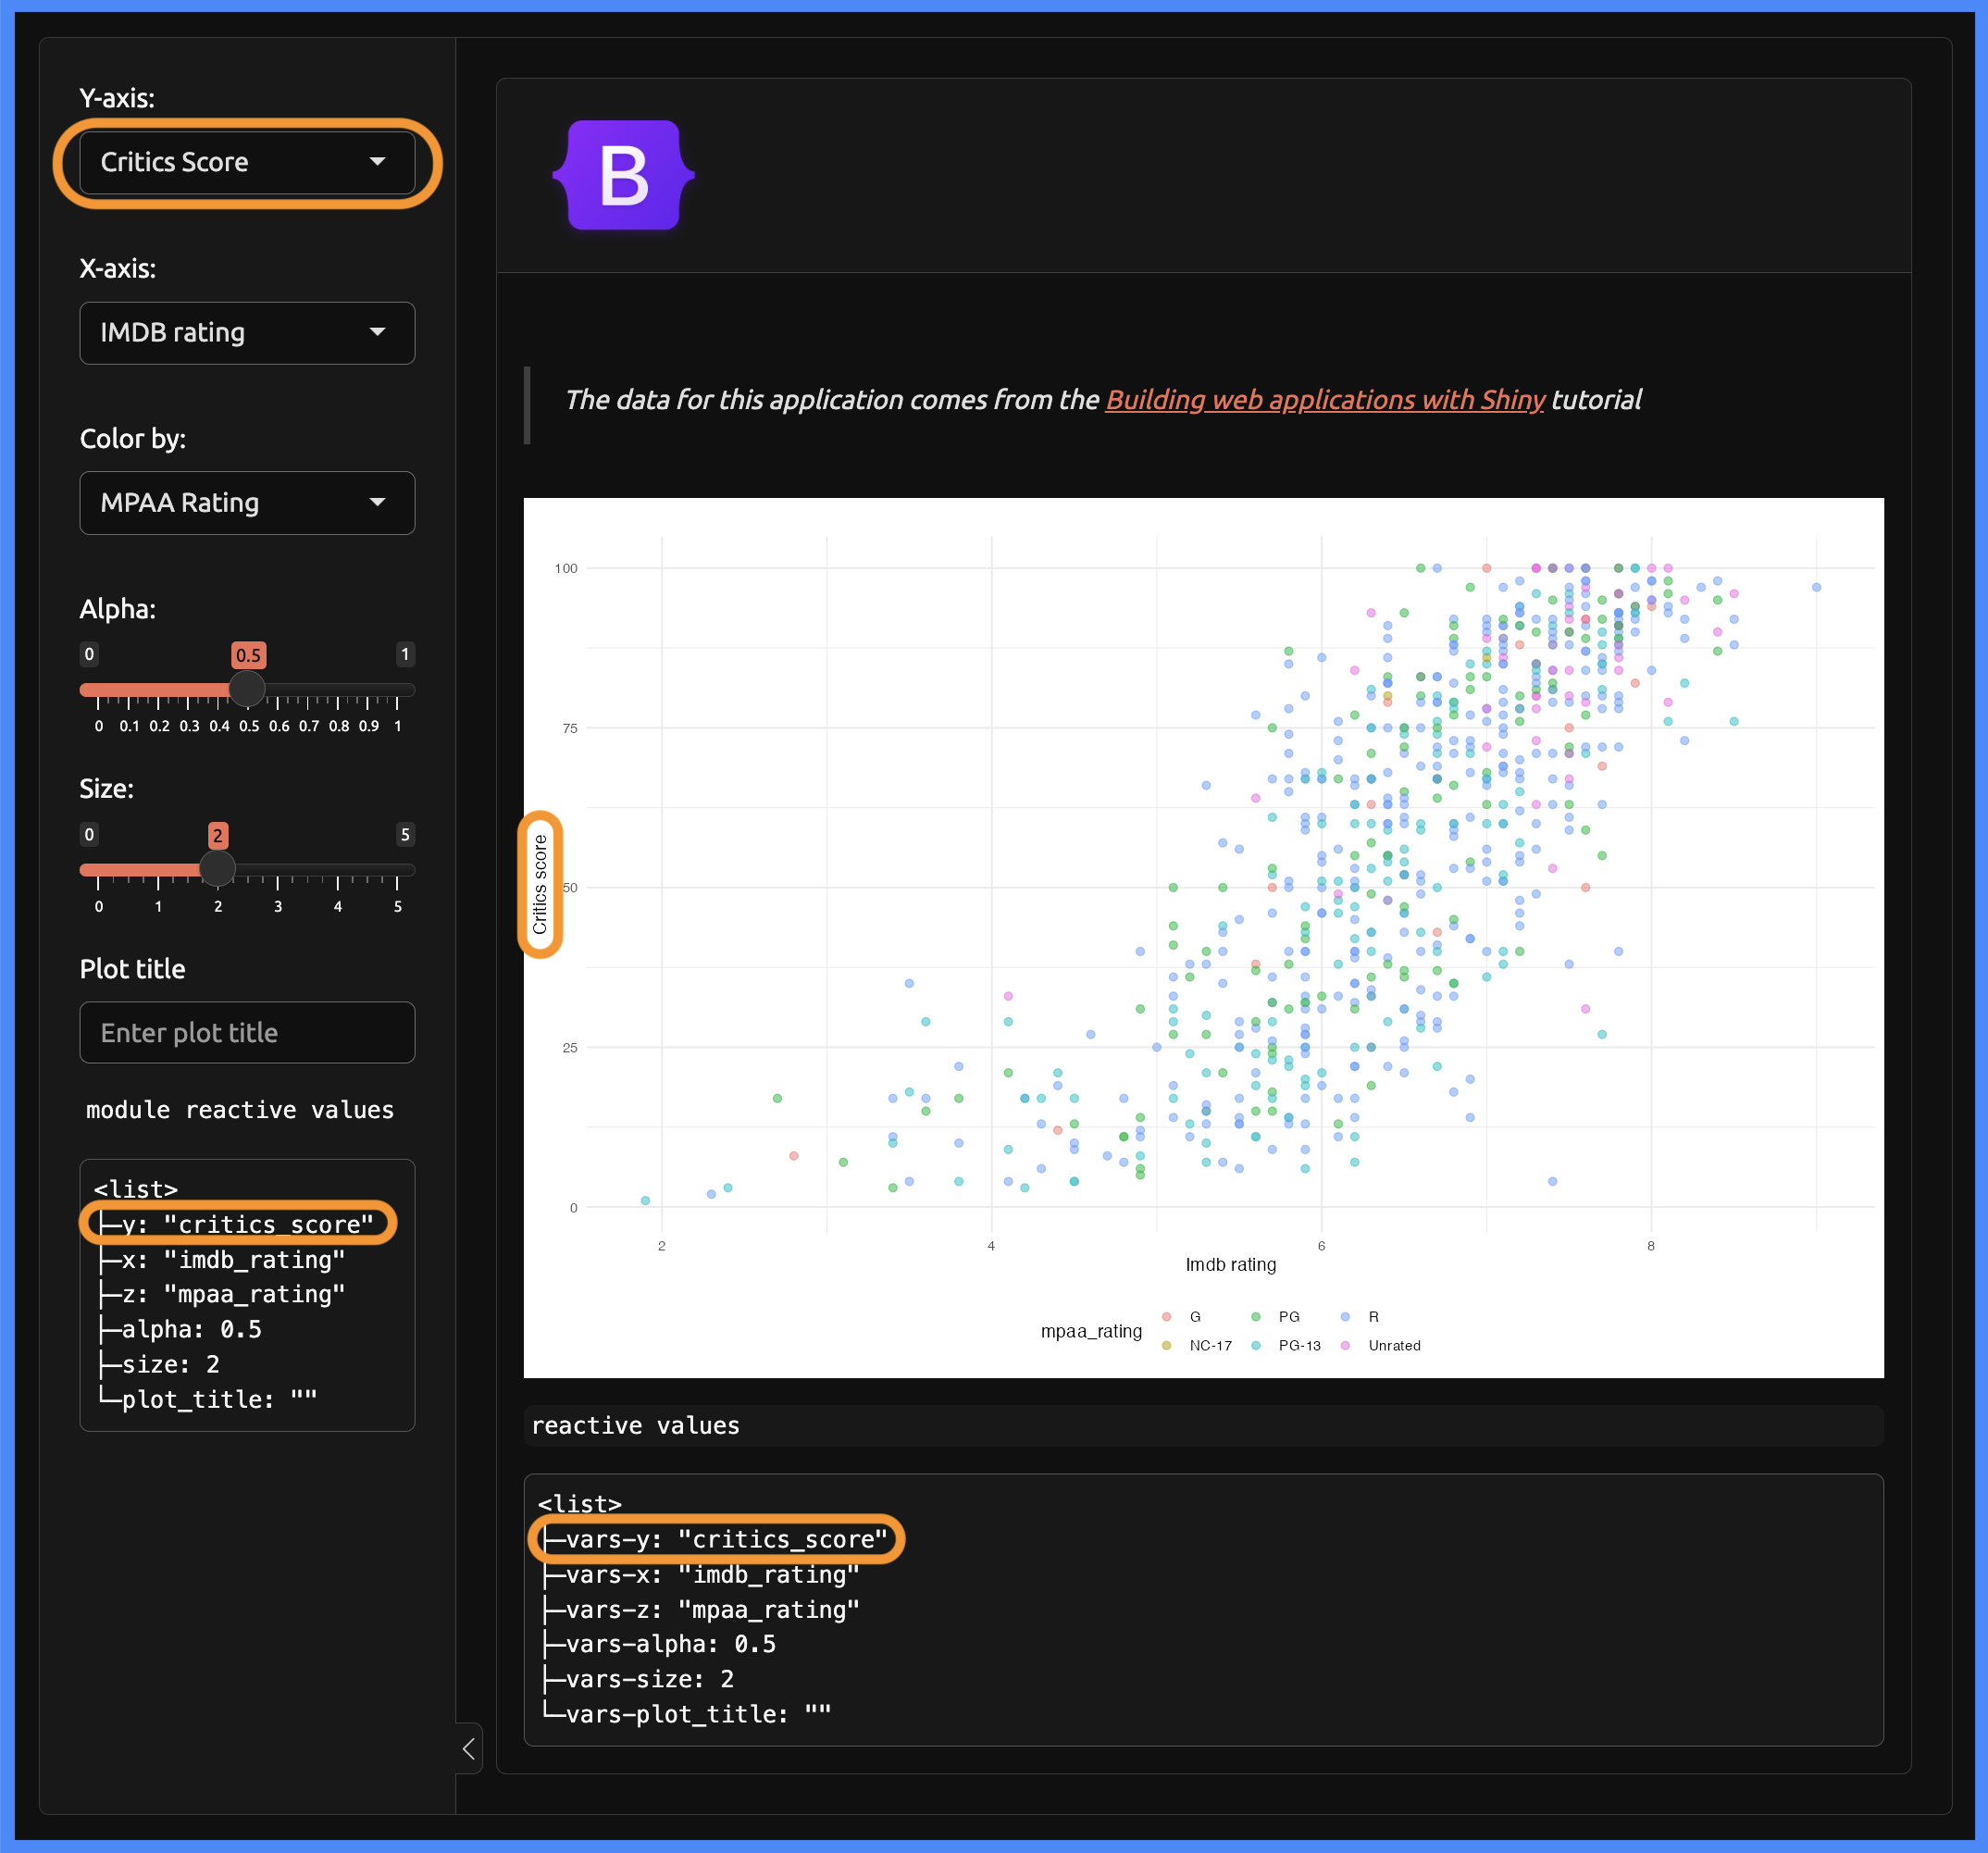 Y-axis:
Critics Score
X-axis:
IMDB rating
Color by:
MPAA Rating
Alpha:
0 0.5 1
0 0.1 0.2 0.3 0.4 0.5 0.6 0.7 0.8 0.9 1
Size:
0 2 5
0 1 2 3 4 5
Plot title
Enter plot title
module reactive values
<list>
├─y: "critics_score"
├─x: "imdb_rating"
├─z: "mpaa_rating"
├─alpha: 0.5
├─size: 2
└─plot_title: ""
B
The data for this application comes from the Building web applications with Shiny tutorial
100
75
50
25
0
Critics score
2 4 6 8
Imdb rating
mpaa_rating
G PG R
NC-17 PG-13 Unrated
reactive values
<list>
├─vars-y: "critics_score"
├─vars-x: "imdb_rating"
├─vars-z: "mpaa_rating"
├─vars-alpha: 0.5
├─vars-size: 2
└─vars-plot_title: ""